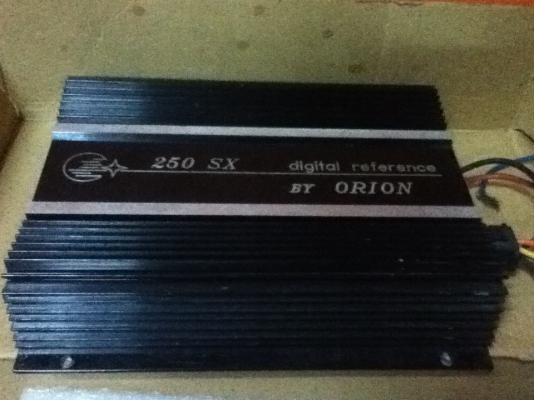 250 SX digital reference
BY ORION